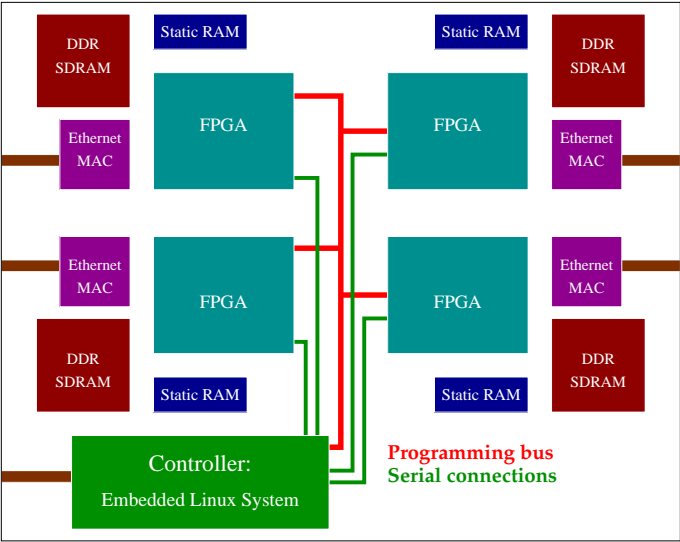 DDR
SDRAM
Static RAM
Static RAM
DDR
SDRAM
FPGA
FPGA
Ethernet
MAC
Ethernet
MAC
Ethernet
MAC
FPGA
FPGA
Ethernet
MAC
DDR
SDRAM
Static RAM
Static RAM
DDR
SDRAM
Controller:
Embedded Linux System
Programming bus
Serial connections